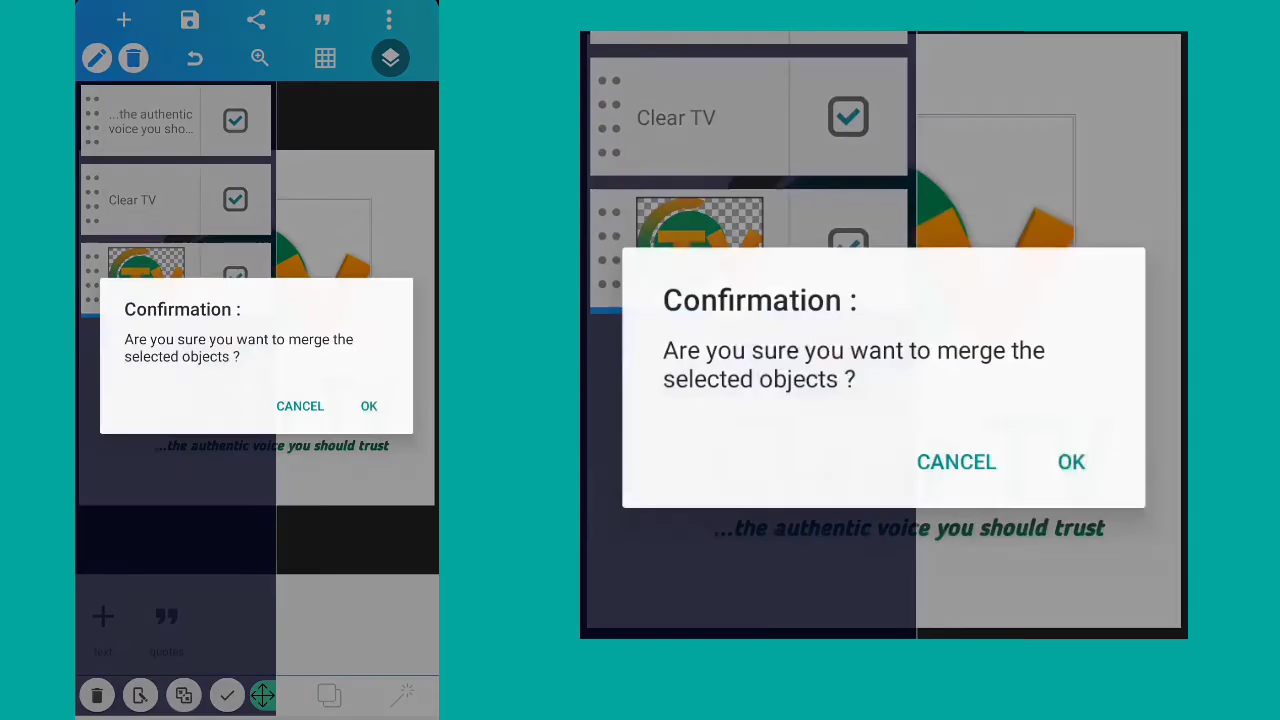 ...the authentic
voice you sho...
Clear TV
TV
Confirmation :
Are you sure you want to merge the
selected objects ?
CANCEL
OK
...the authentic voice you should trust
text
quotes
Clear TV
TV
Confirmation :
Are you sure you want to merge the
selected objects ?
CANCEL
OK
...the authentic voice you should trust